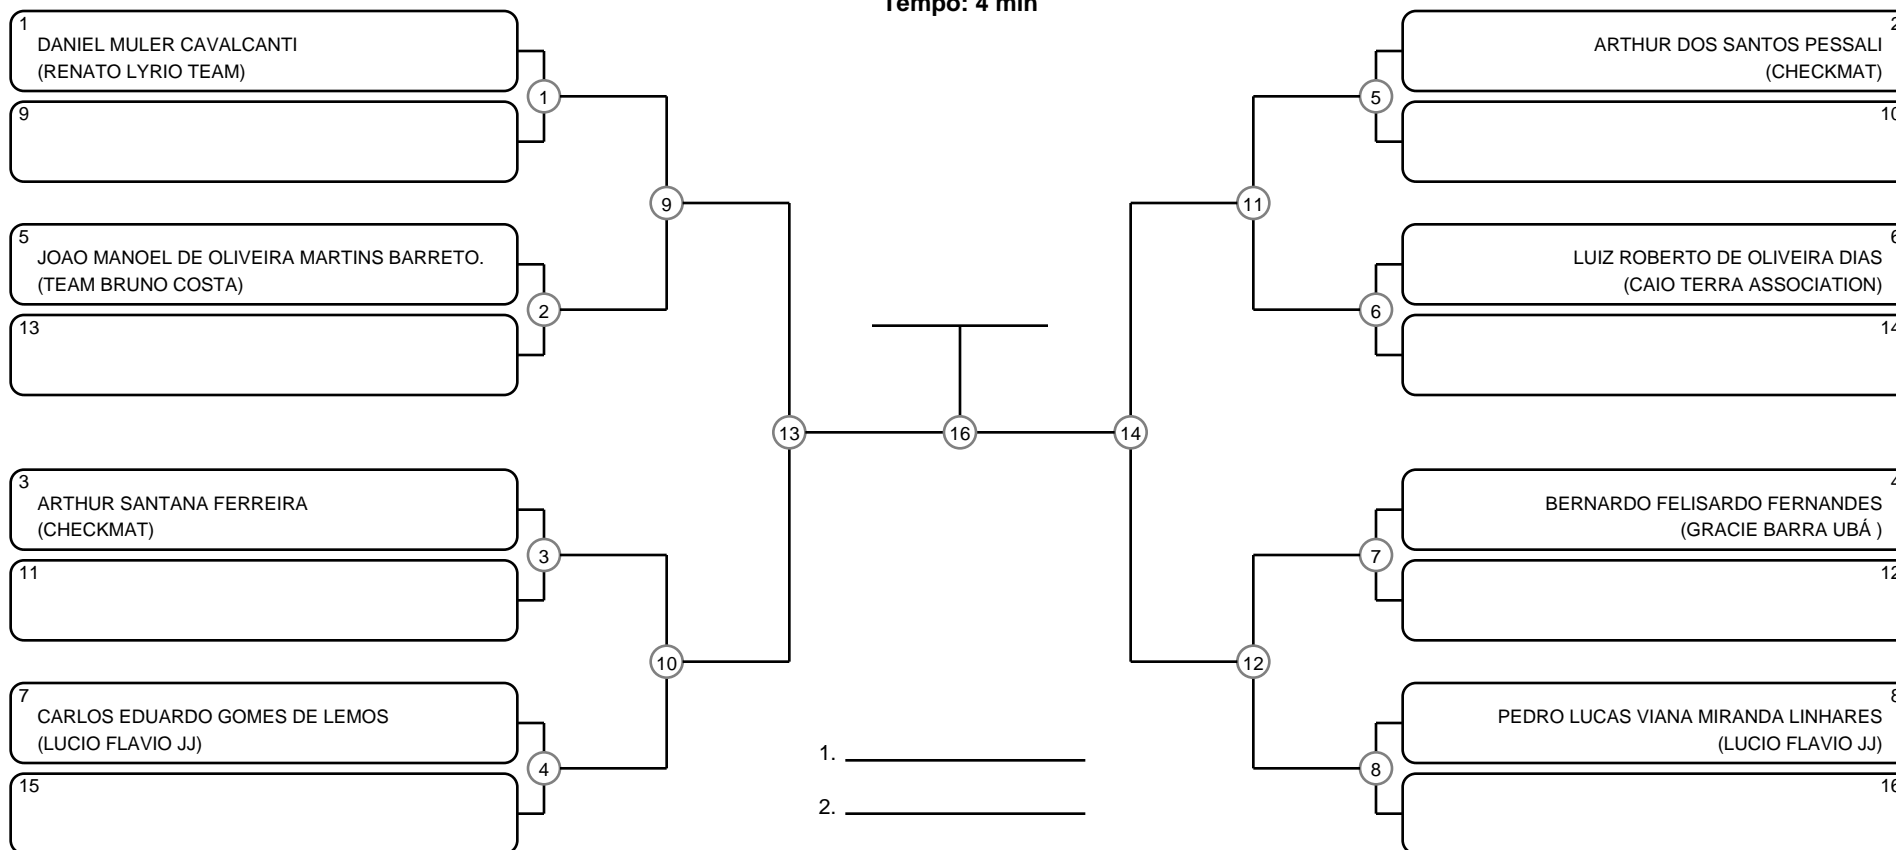 Tempo: 4 min
1
DANIEL MULER CAVALCANTI
(RENATO LYRIO TEAM)
9
5
JOAO MANOEL DE OLIVEIRA MARTINS BARRETO.
(TEAM BRUNO COSTA)
13
3
ARTHUR SANTANA FERREIRA
(CHECKMAT)
11
7
CARLOS EDUARDO GOMES DE LEMOS
(LUCIO FLAVIO JJ)
15
1
2
3
4
9
10
13
16
14
11
12
5
6
7
8
2
ARTHUR DOS SANTOS PESSALI
(CHECKMAT)
10
6
LUIZ ROBERTO DE OLIVEIRA DIAS
(CAIO TERRA ASSOCIATION)
14
4
BERNARDO FELISARDO FERNANDES
(GRACIE BARRA UBÁ )
12
8
PEDRO LUCAS VIANA MIRANDA LINHARES
(LUCIO FLAVIO JJ)
16
1.
2.